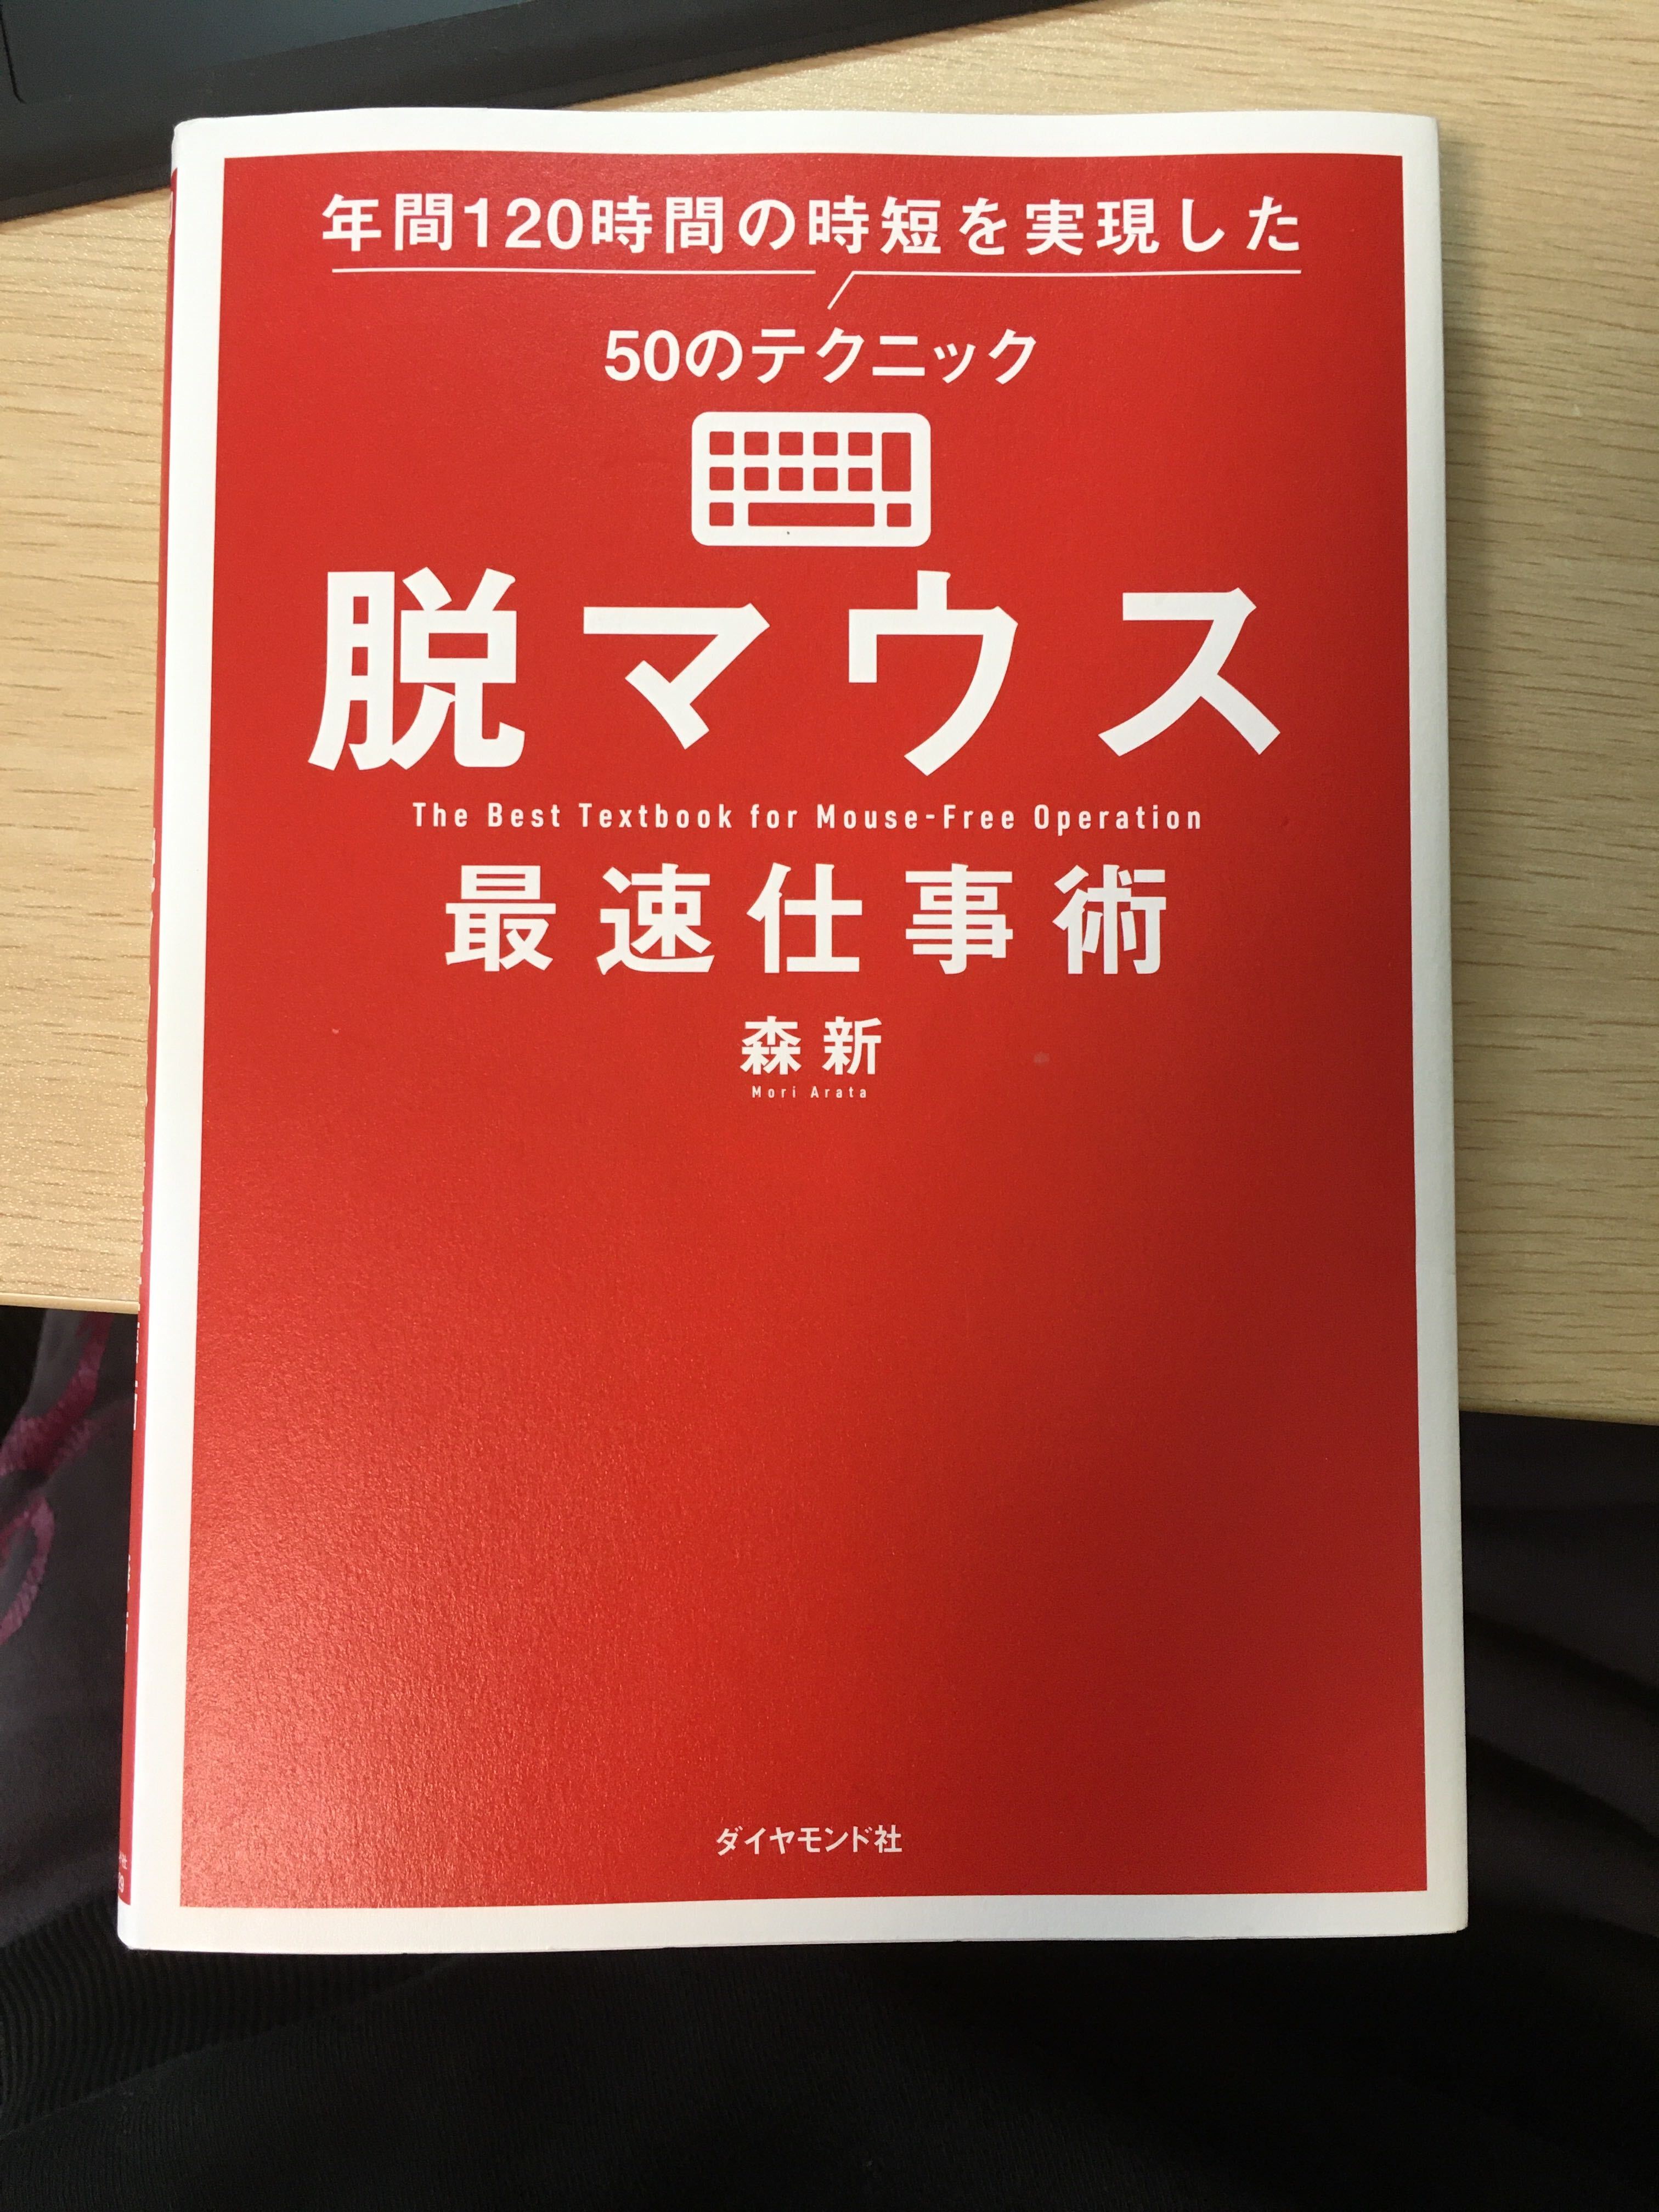 年間120時間の時短を実現した
50のテクニック
脱マウス
The Best Textbook for Mouse-Free Operation
最速仕事術
森新
Mori Arata
ダイヤモンド社